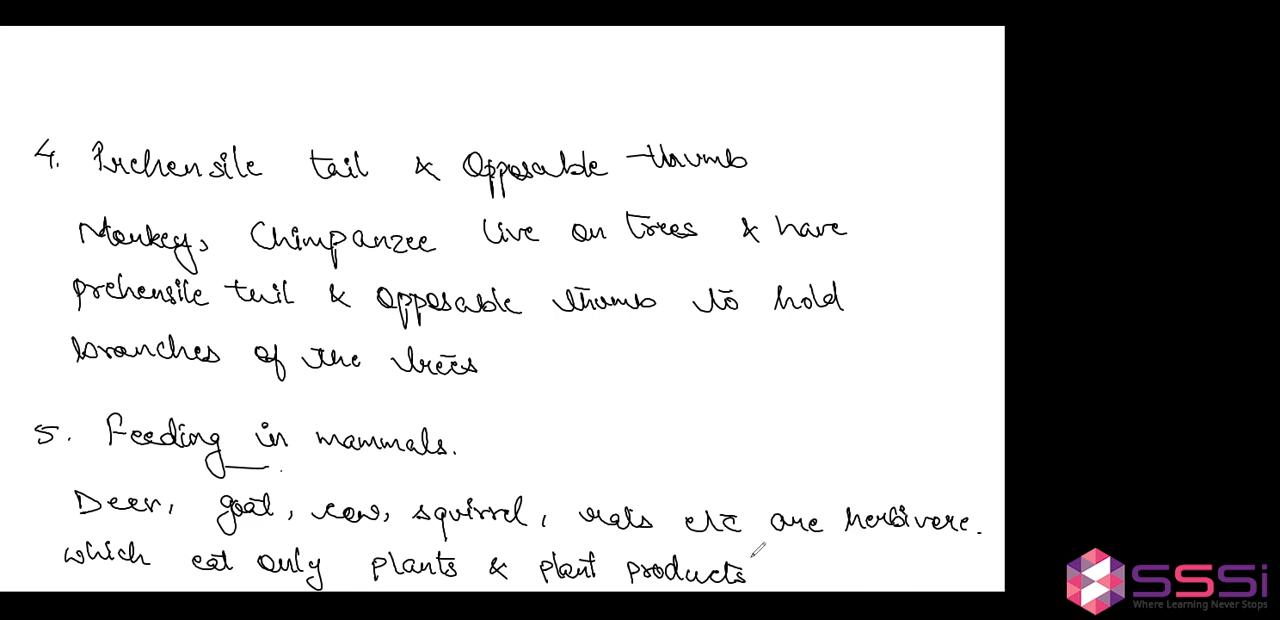 4. Prehensile tail & Opposable thumb
Monkey, Chimpanzee live on trees & have
prehensile tail & opposable thumb to hold
branches of the trees
5. Feeding in mammals.
Deer, goat, cow, squirrel, rats etc are herbivere.
which eat only plants & plant products
SSSi
Where Learning Never Stops